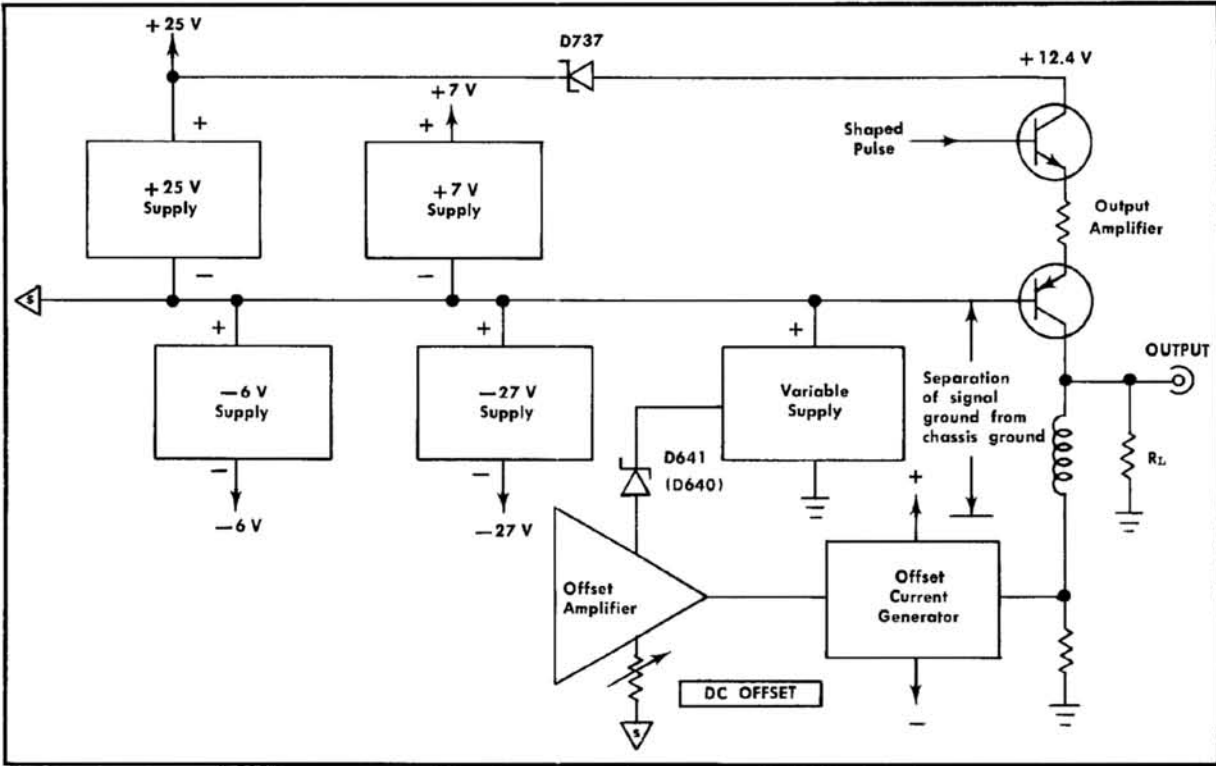 +25 V
D737
+12.4 V
+7 V
+
+
Shaped
Pulse
+25 V
Supply
+7 V
Supply
Output
Amplifier
−
−
s
+
+
+
OUTPUT
−6 V
Supply
−27 V
Supply
Variable
Supply
Separation
of signal
ground from
chassis ground
RL
D641
(D640)
−
−
−6 V
−27 V
+
Offset
Amplifier
Offset
Current
Generator
DC OFFSET
−
s